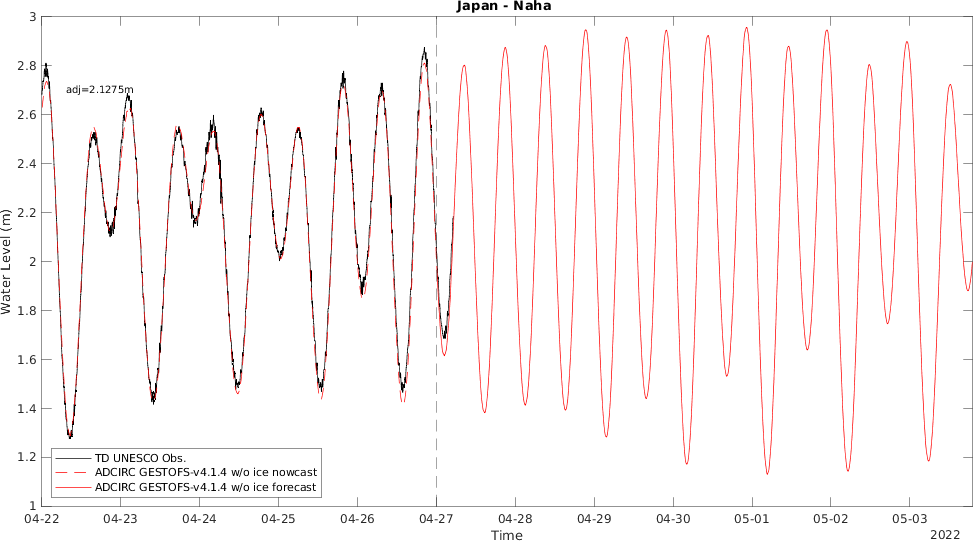 Japan - Naha
3
2.8
2.6
2.4
2.2
2
1.8
1.6
1.4
1.2
1
Water Level (m)
adj=2.1275m
TD UNESCO Obs.
ADCIRC GESTOFS-v4.1.4 w/o ice nowcast
ADCIRC GESTOFS-v4.1.4 w/o ice forecast
04-22 04-23 04-24 04-25 04-26 04-27 04-28 04-29 04-30 05-01 05-02 05-03
Time
2022